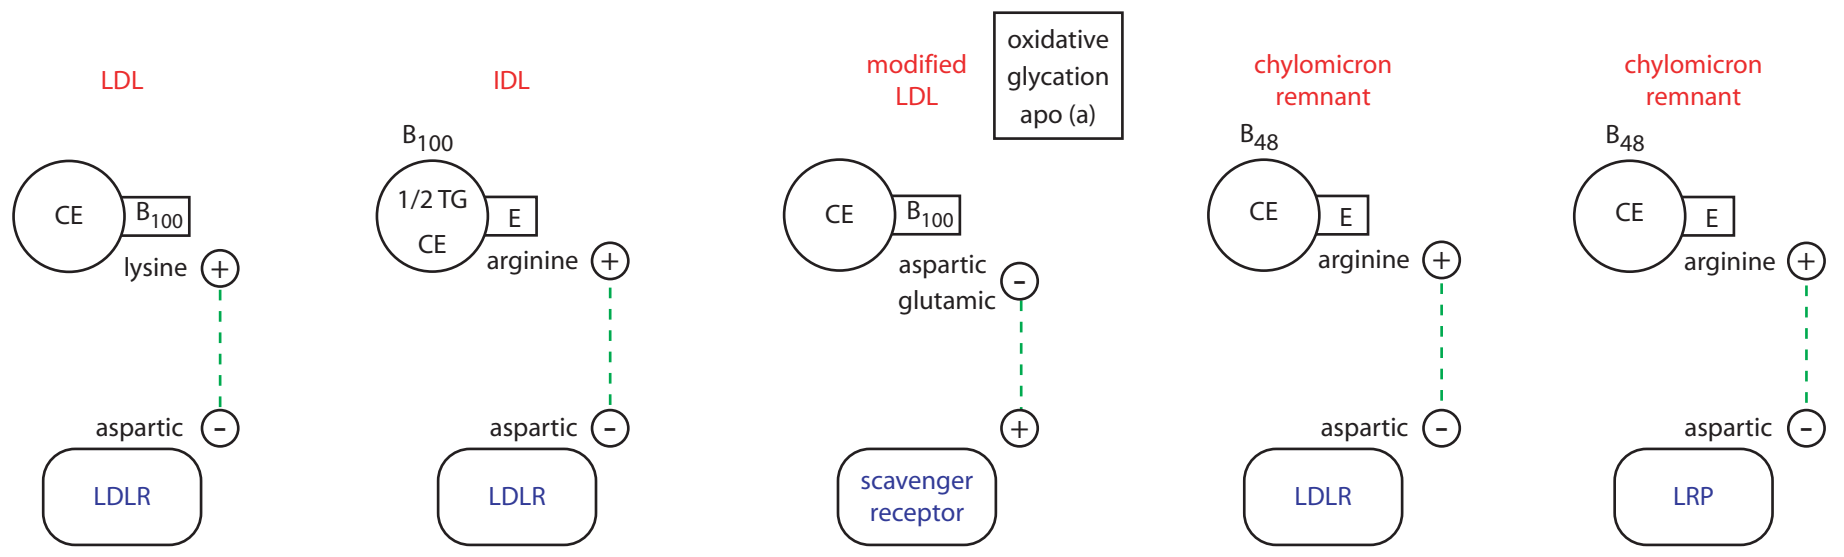 LDL
CE
B100
lysine +
aspartic -
LDLR
IDL
B100
1/2 TG
CE
E
arginine +
aspartic -
LDLR
modified
LDL
oxidative
glycation
apo (a)
CE
B100
aspartic
glutamic
-
+
scavenger
receptor
chylomicron
remnant
B48
CE
E
arginine +
aspartic -
LDLR
chylomicron
remnant
B48
CE
E
arginine +
aspartic -
LRP